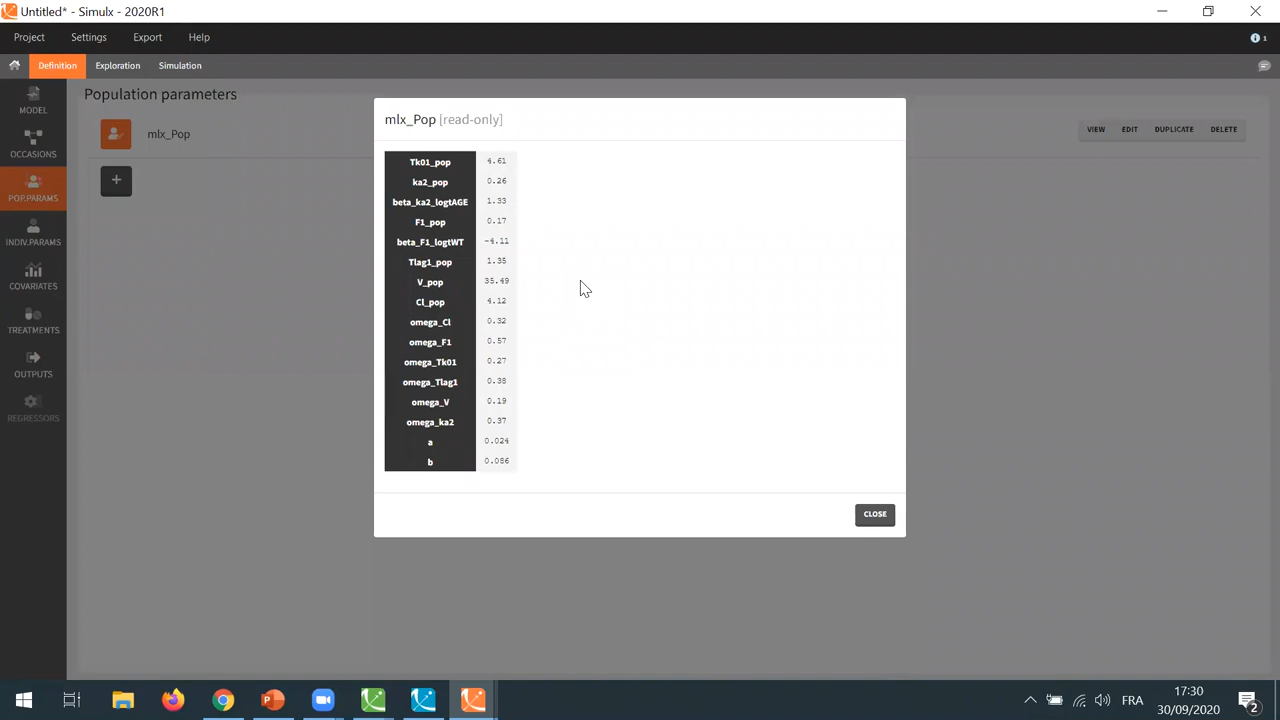 Untitled* - Simulx - 2020R1
Project Settings Export Help
1
Definition Exploration Simulation
MODEL
OCCASIONS
POP.PARAMS
INDIV.PARAMS
COVARIATES
TREATMENTS
OUTPUTS
REGRESSORS
Population parameters
mlx_Pop
VIEW EDIT DUPLICATE DELETE
+
mlx_Pop [read-only]
Tk01_pop 4.61
ka2_pop 0.26
beta_ka2_logtAGE 1.33
F1_pop 0.17
beta_F1_logtWT -4.11
Tlag1_pop 1.35
V_pop 35.49
Cl_pop 4.12
omega_Cl 0.32
omega_F1 0.57
omega_Tk01 0.27
omega_Tlag1 0.38
omega_V 0.19
omega_ka2 0.37
a 0.024
b 0.086
CLOSE
FRA
17:30
30/09/2020
2